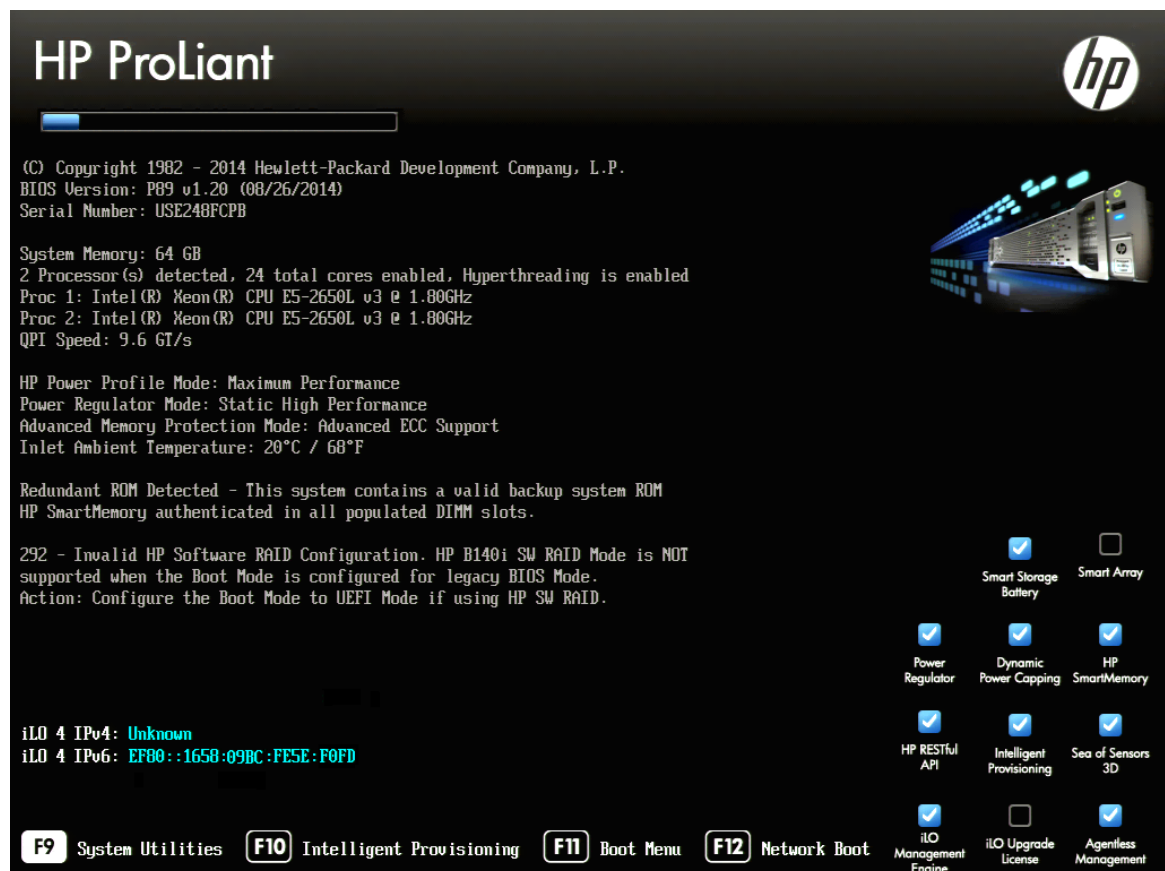 HP ProLiant
hp
(C) Copyright 1982 - 2014 Hewlett-Packard Development Company, L.P.
BIOS Version: P89 v1.20 (08/26/2014)
Serial Number: USE248FCPB
System Memory: 64 GB
2 Processor(s) detected, 24 total cores enabled, Hyperthreading is enabled
Proc 1: Intel(R) Xeon(R) CPU E5-2650L v3 @ 1.80GHz
Proc 2: Intel(R) Xeon(R) CPU E5-2650L v3 @ 1.80GHz
QPI Speed: 9.6 GT/s
HP Power Profile Mode: Maximum Performance
Power Regulator Mode: Static High Performance
Advanced Memory Protection Mode: Advanced ECC Support
Inlet Ambient Temperature: 20°C / 68°F
Redundant ROM Detected - This system contains a valid backup system ROM
HP SmartMemory authenticated in all populated DIMM slots.
292 - Invalid HP Software RAID Configuration. HP B140i SW RAID Mode is NOT
supported when the Boot Mode is configured for legacy BIOS Mode.
Action: Configure the Boot Mode to UEFI Mode if using HP SW RAID.
Smart Storage
Battery
Smart Array
Power
Regulator
Dynamic
Power Capping
HP
SmartMemory
iLO 4 IPv4: Unknown
iLO 4 IPv6: EF80::1658:09BC:FE5E:F0FD
HP RESTful
API
Intelligent
Provisioning
Sea of Sensors
3D
iLO
Management
Engine
iLO Upgrade
License
Agentless
Management
F9 System Utilities F10 Intelligent Provisioning F11 Boot Menu F12 Network Boot